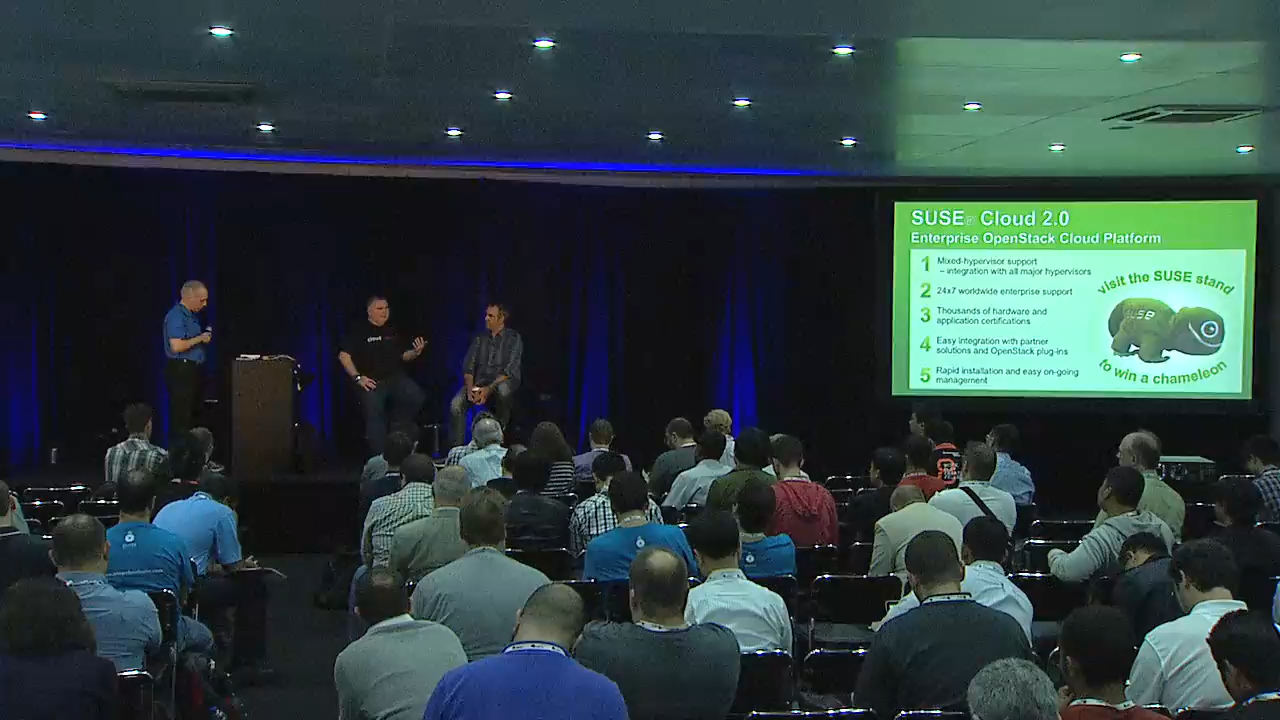 SUSE® Cloud 2.0
Enterprise OpenStack Cloud Platform
1 Mixed-hypervisor support
– integration with all major hypervisors
2 24x7 worldwide enterprise support
3 Thousands of hardware and
application certifications
4 Easy integration with partner
solutions and OpenStack plug-ins
5 Rapid installation and easy on-going
management
visit the SUSE stand
SUSE
to win a chameleon